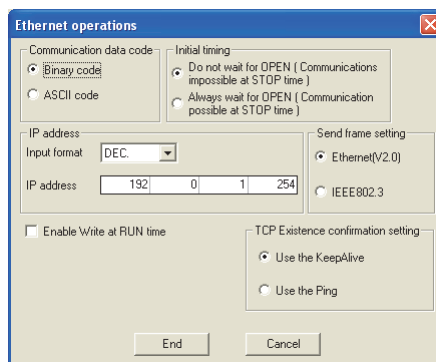 Ethernet operations
Communication data code
Binary code
ASCII code
Initial timing
Do not wait for OPEN ( Communications
impossible at STOP time )
Always wait for OPEN ( Communication
possible at STOP time )
IP address
Input format DEC.
IP address 192 0 1 254
Send frame setting
Ethernet(V2.0)
IEEE802.3
Enable Write at RUN time
TCP Existence confirmation setting
Use the KeepAlive
Use the Ping
End Cancel